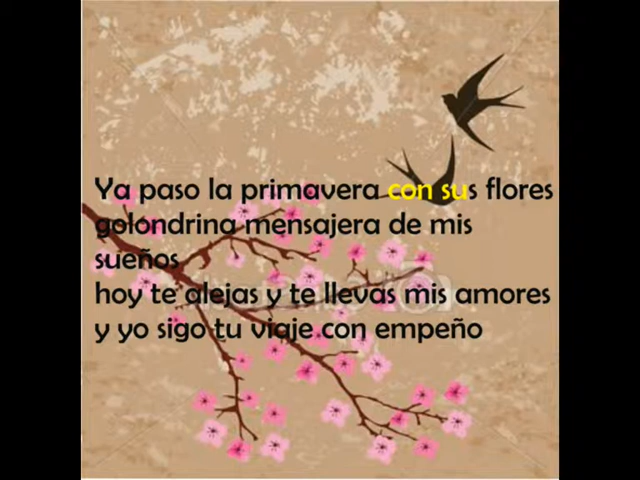 Ya paso la primavera con sus flores
golondrina mensajera de mis
sueños
hoy te alejas y te llevas mis amores
y yo sigo tu viaje con empeño